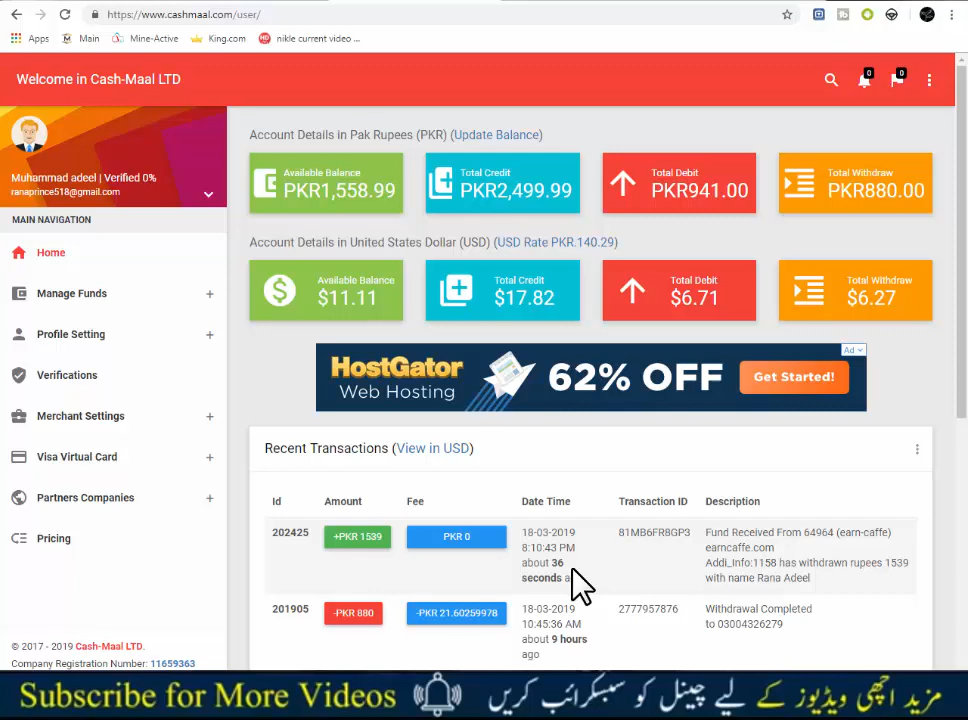 https://www.cashmaal.com/user/
Apps
Main
Mine-Active
King.com
HD nikle current video ...
Welcome in Cash-Maal LTD
0
0
Muhammad adeel | Verified 0%
ranaprince518@gmail.com
MAIN NAVIGATION
Home
Manage Funds +
Profile Setting +
Verifications
Merchant Settings +
Visa Virtual Card +
Partners Companies +
Pricing
© 2017 - 2019 Cash-Maal LTD.
Company Registration Number: 11659363
Account Details in Pak Rupees (PKR) (Update Balance)
Available Balance
PKR1,558.99
Total Credit
PKR2,499.99
Total Debit
PKR941.00
Total Withdraw
PKR880.00
Account Details in United States Dollar (USD) (USD Rate PKR.140.29)
Available Balance
$11.11
Total Credit
$17.82
Total Debit
$6.71
Total Withdraw
$6.27
HostGator
Web Hosting
62% OFF
Get Started!
Ad
Recent Transactions (View in USD)
Id Amount Fee Date Time Transaction ID Description
202425 +PKR 1539 PKR 0 18-03-2019 81MB6FR8GP3 Fund Received From 64964 (earn-caffe)
8:10:43 PM earncaffe.com
about 36 Addi_Info:1158 has withdrawn rupees 1539
seconds a with name Rana Adeel
201905 -PKR 880 -PKR 21.60259978 18-03-2019 2777957876 Withdrawal Completed
10:45:36 AM to 03004326279
about 9 hours
ago
Subscribe for More Videos
مزید اچھی ویڈیوز کے لیے چینل کو سبسکرائب کریں